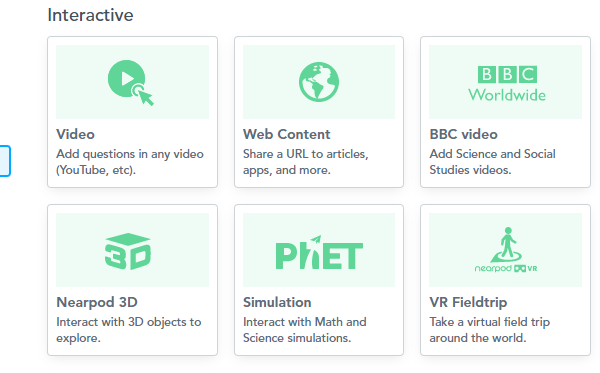 Interactive
Video
Add questions in any video
(YouTube, etc).
Web Content
Share a URL to articles,
apps, and more.
BBC
Worldwide
BBC video
Add Science and Social
Studies videos.
3D
Nearpod 3D
Interact with 3D objects to
explore.
PhET
Simulation
Interact with Math and
Science simulations.
nearpod VR
VR Fieldtrip
Take a virtual field trip
around the world.